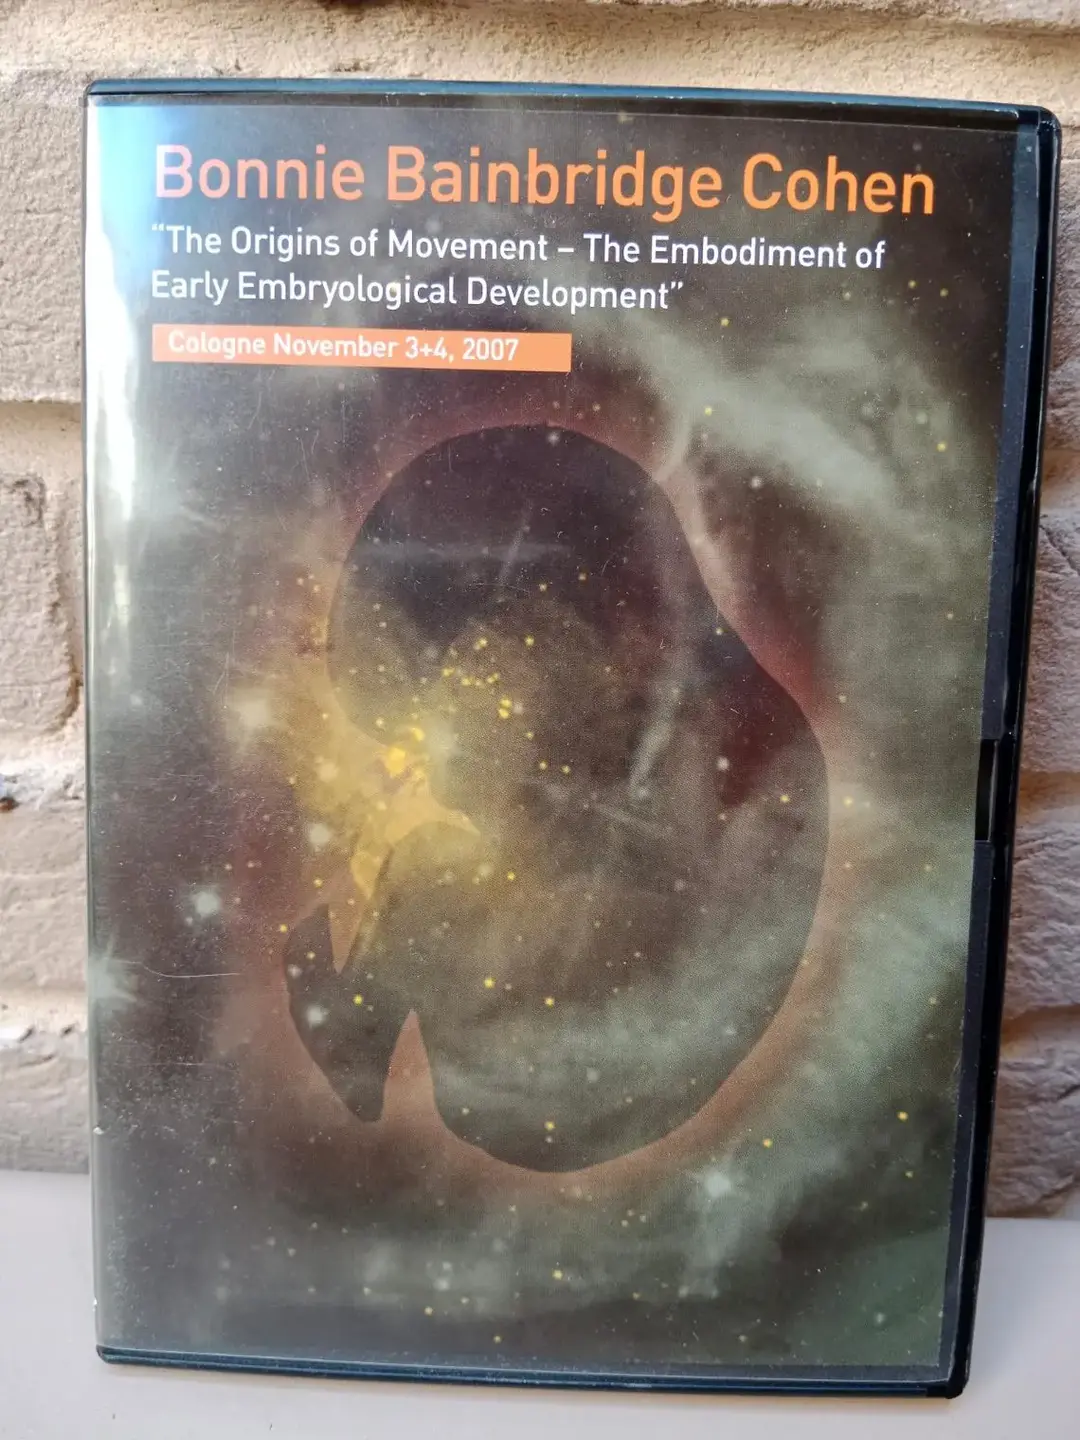 Bonnie Bainbridge Cohen
“The Origins of Movement – The Embodiment of
Early Embryological Development”
Cologne November 3+4, 2007